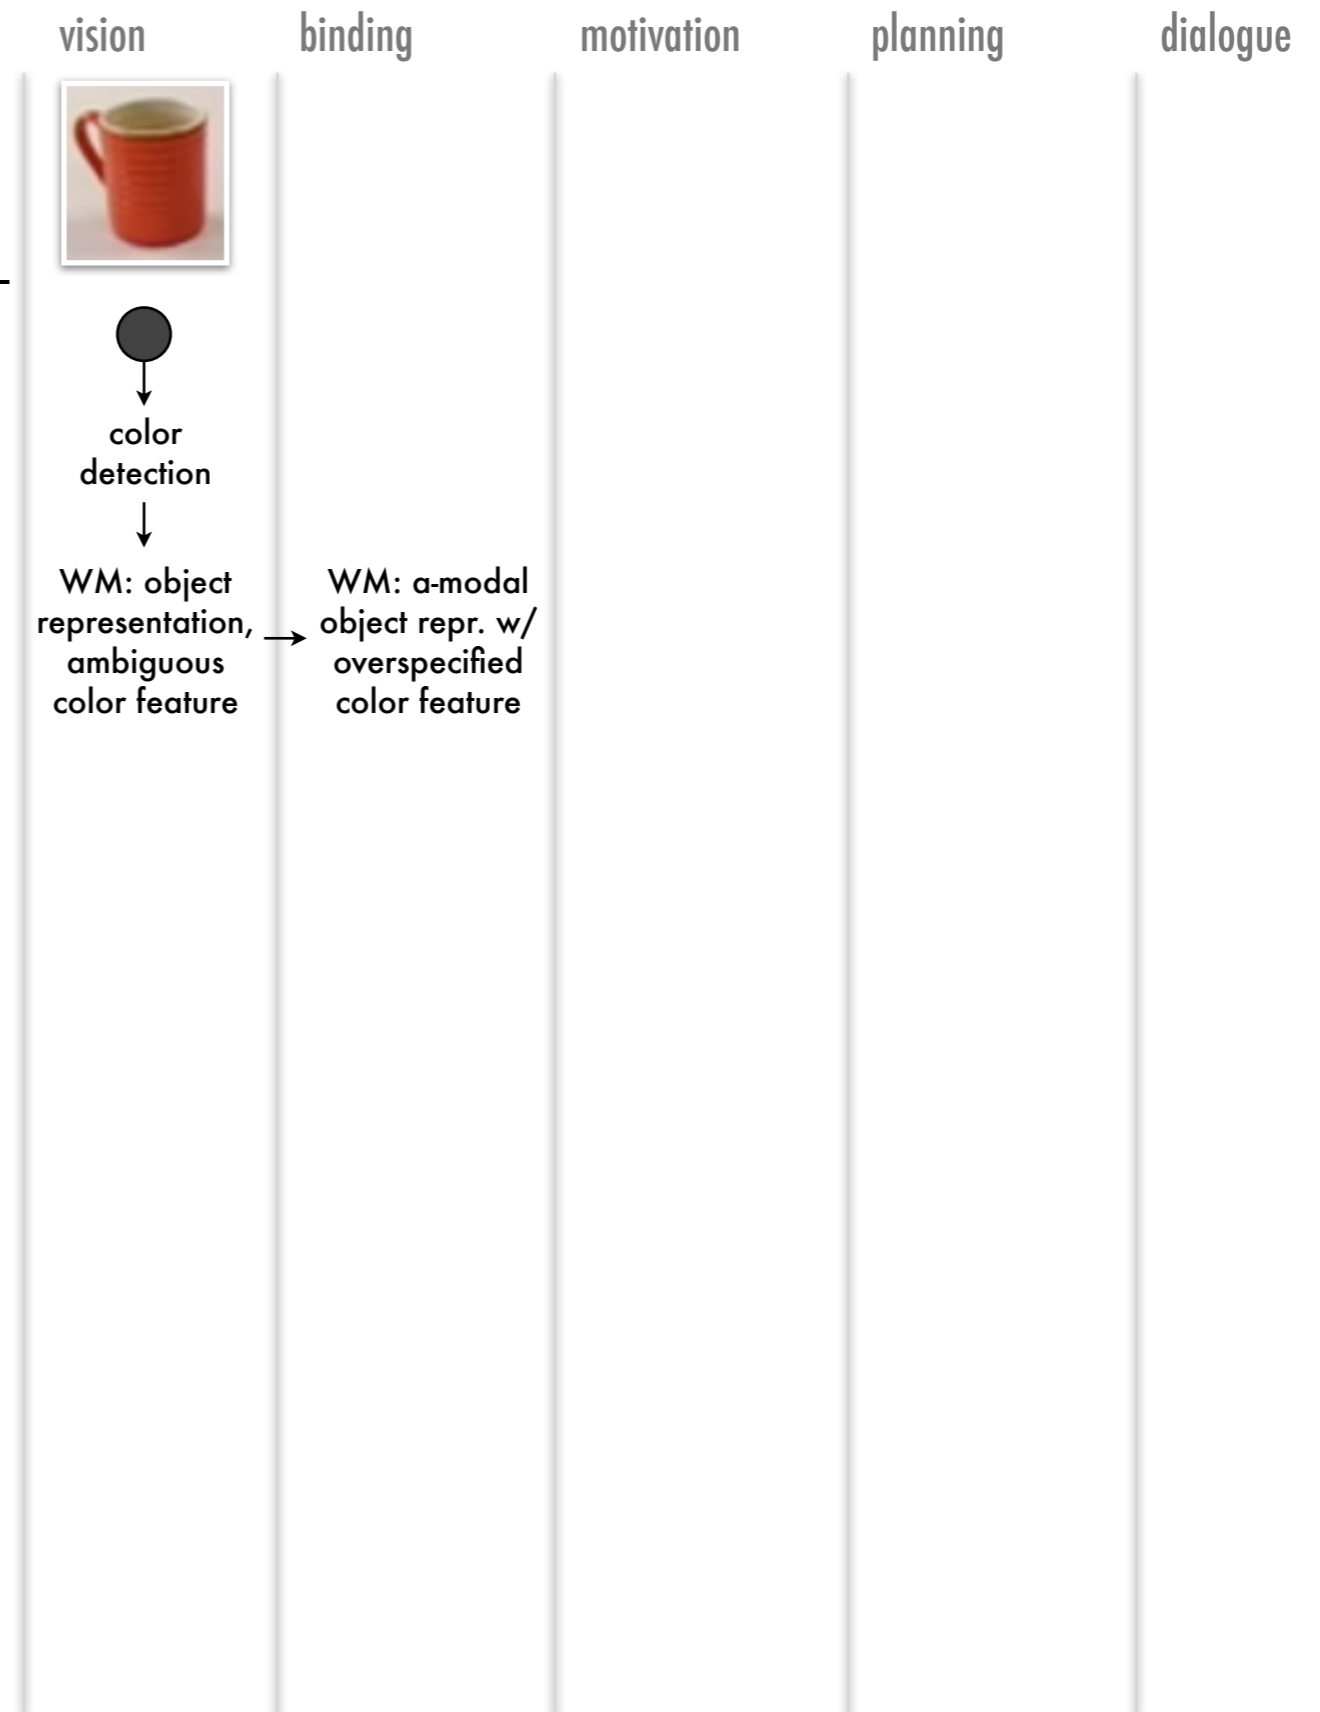 vision
binding
motivation
planning
dialogue
color
detection
WM: object
representation,
ambiguous
color feature
WM: a-modal
object repr. w/
overspecified
color feature